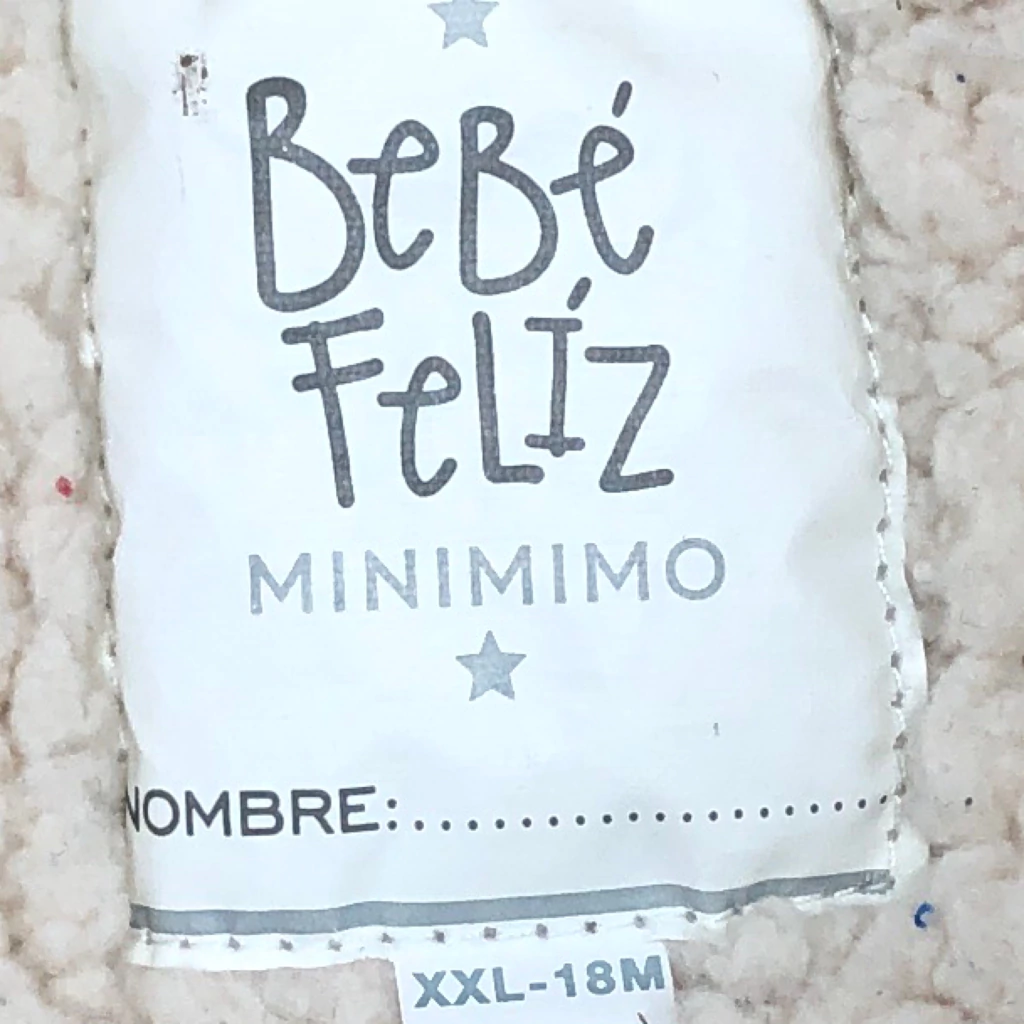 BeBé
FeLíz
MINIMIMO
NOMBRE:......................
XXL-18M